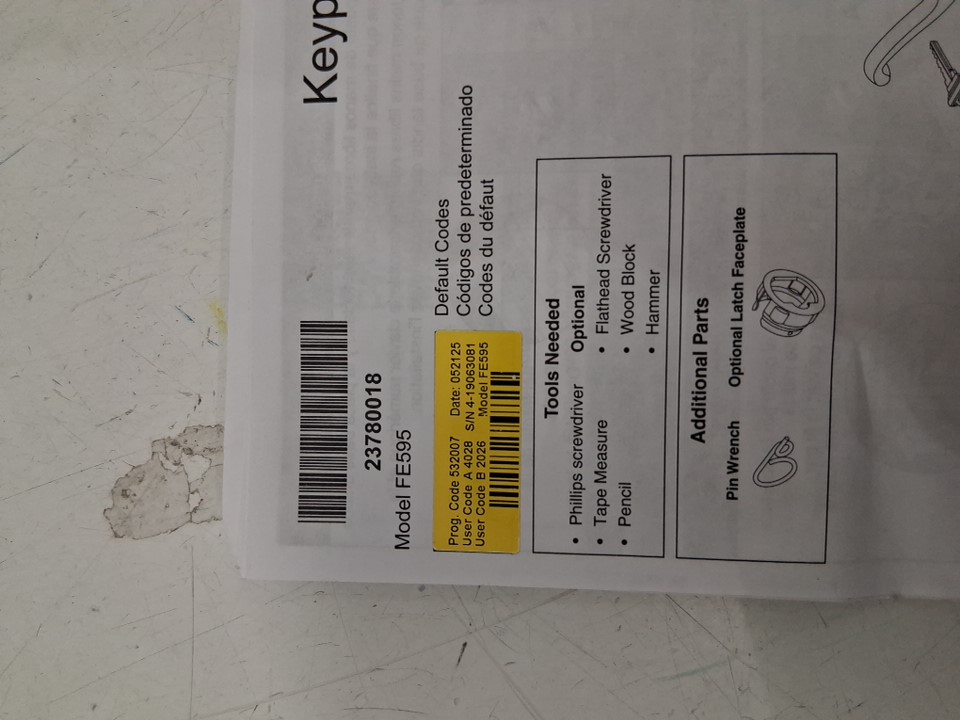 Keyp
23780018
Model FE595
Prog. Code 532007 Date: 052125
User Code A 4028 S/N 4-19063081
User Code B 2026 Model FE595
Default Codes
Códigos de predeterminado
Codes du défaut
Tools Needed
• Phillips screwdriver
• Tape Measure
• Pencil
Optional
• Flathead Screwdriver
• Wood Block
• Hammer
Additional Parts
Pin Wrench
Optional Latch Faceplate